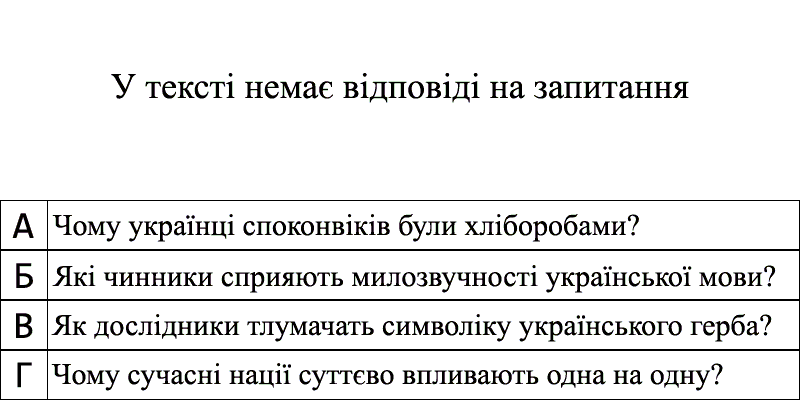 У тексті немає відповіді на запитання
А Чому українці споконвіків були хліборобами?
Б Які чинники сприяють милозвучності української мови?
В Як дослідники тлумачать символіку українського герба?
Г Чому сучасні нації суттєво впливають одна на одну?